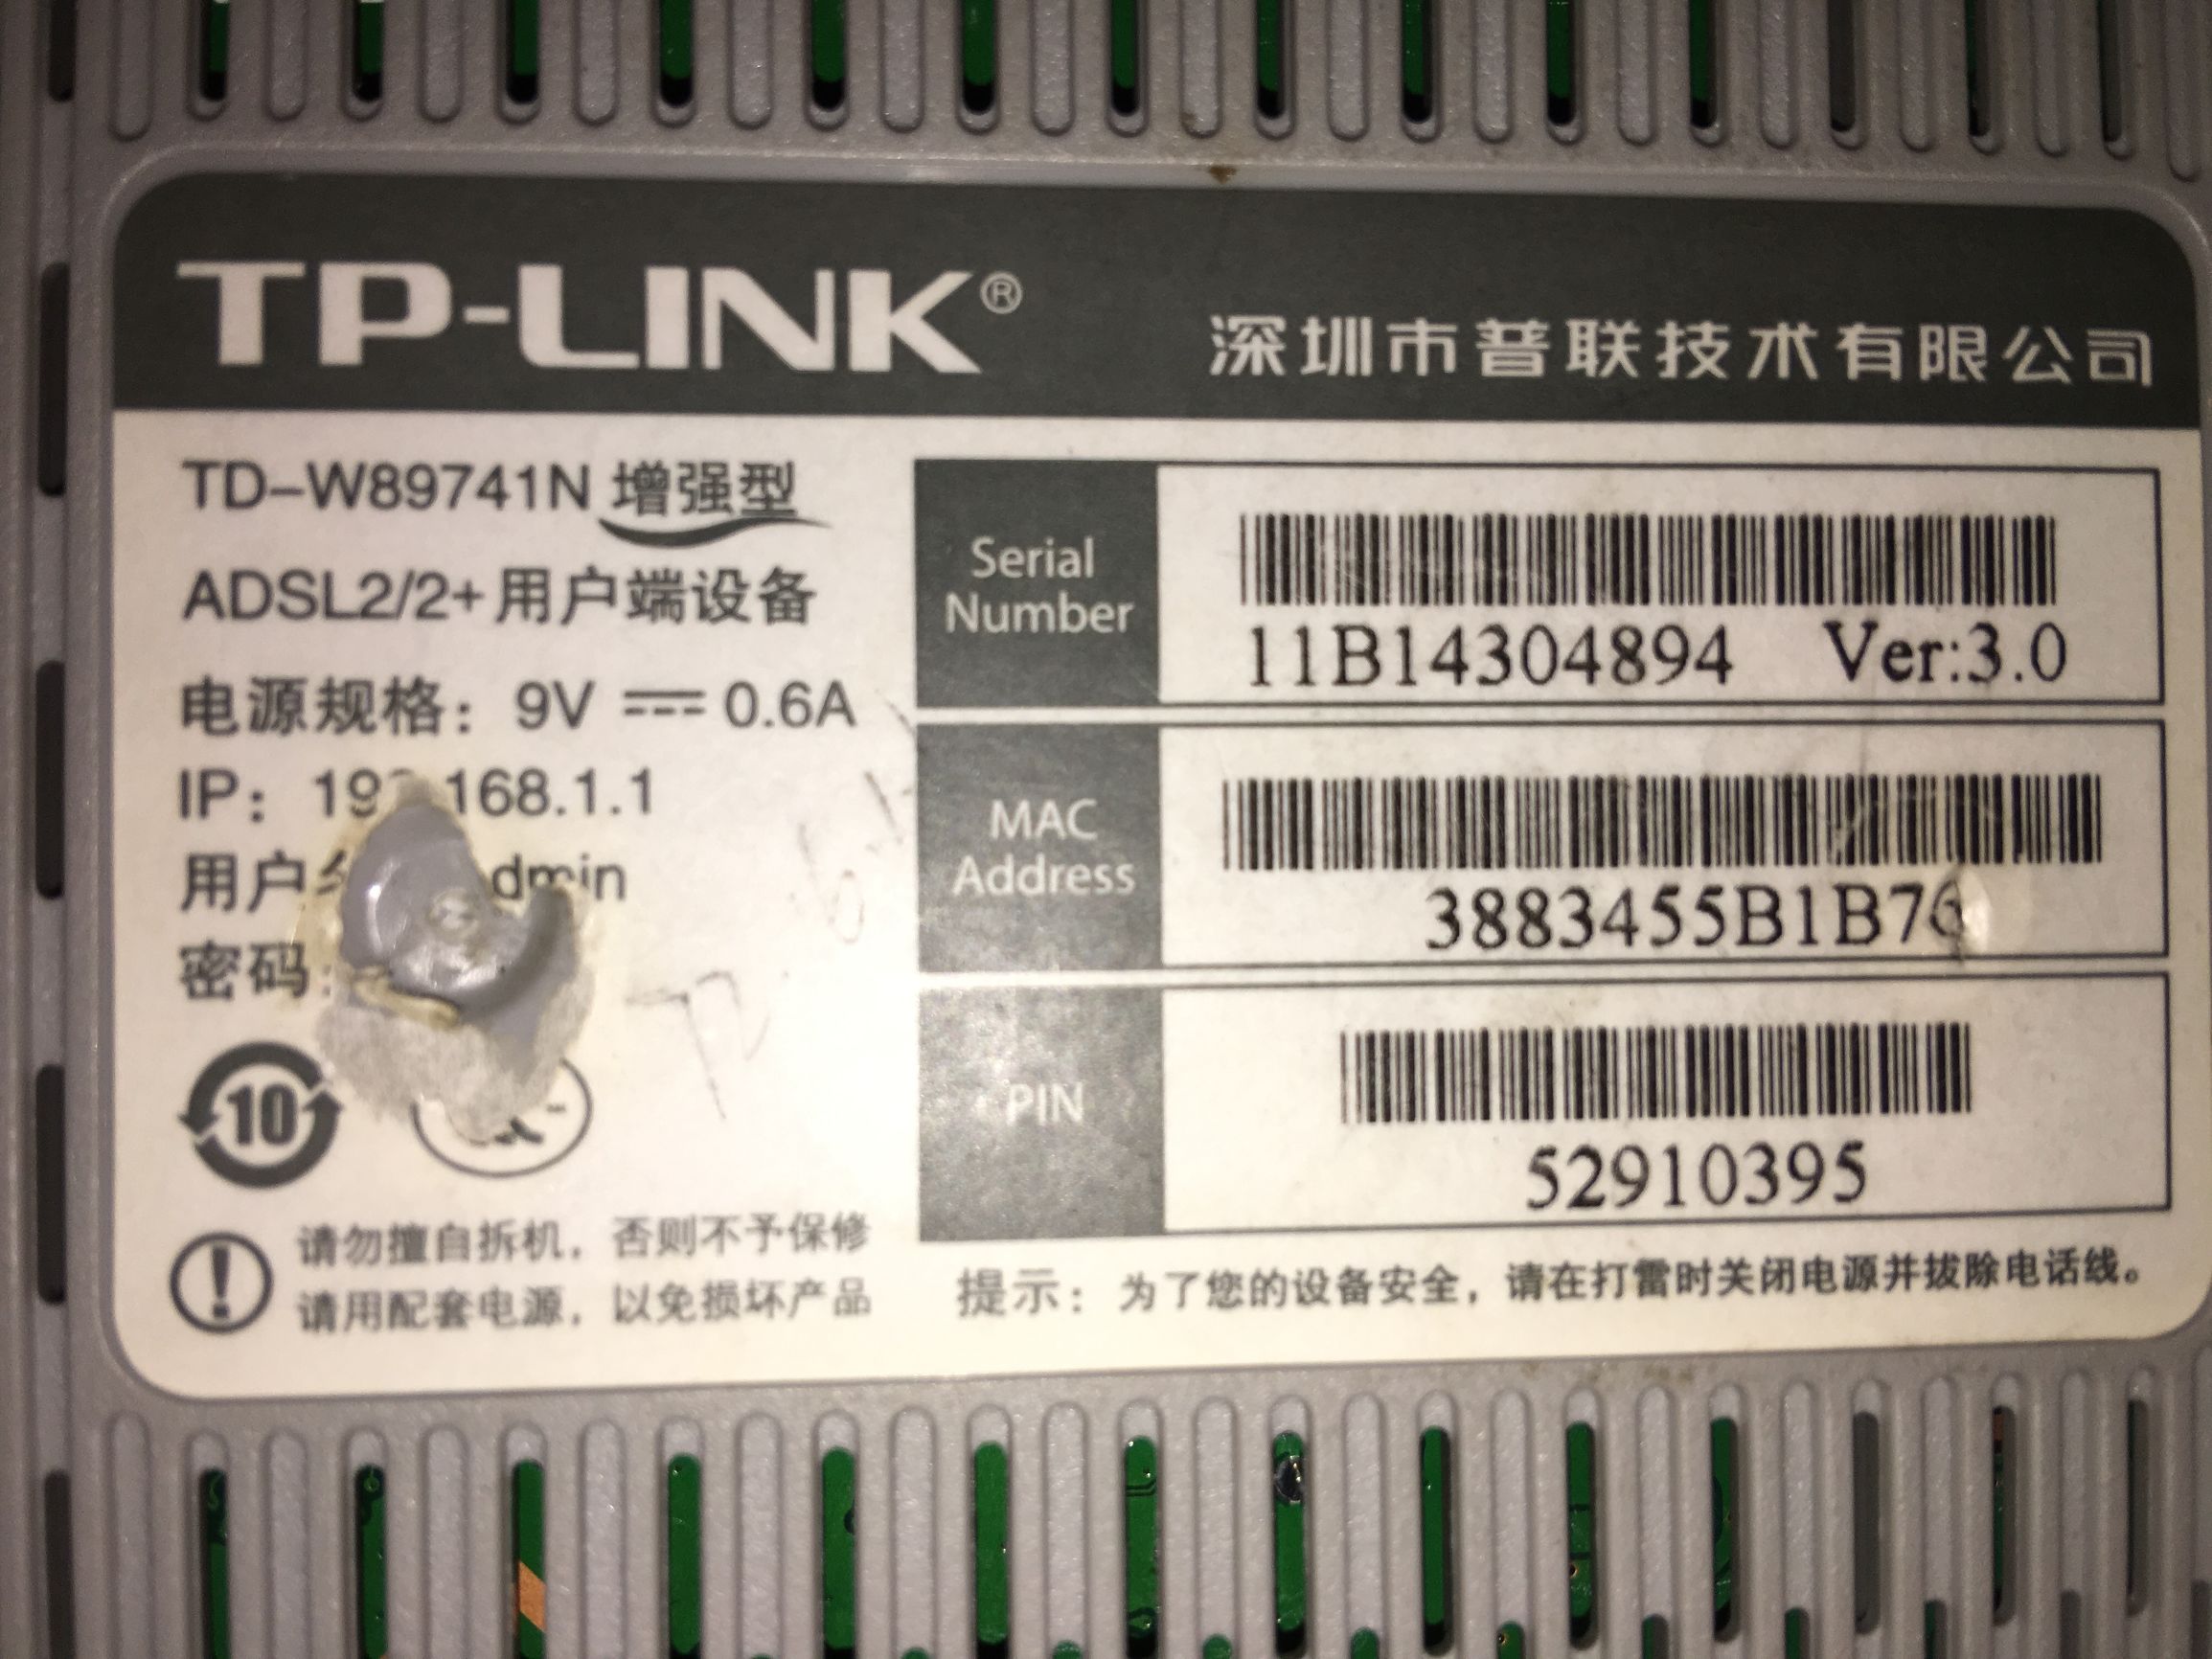 TP-LINK®
深圳市普联技术有限公司
TD-W89741N 增强型
ADSL2/2+用户端设备
电源规格： 9V 0.6A
IP： 19 168.1.1
用户 dmin
密码:
10
请勿擅自拆机，否则不予保修
请用配套电源，以免损坏产品
Serial
Number
11B14304894 Ver:3.0
MAC
Address
3883455B1B76
PIN
52910395
提示：为了您的设备安全，请在打雷时关闭电源并拔除电话线。